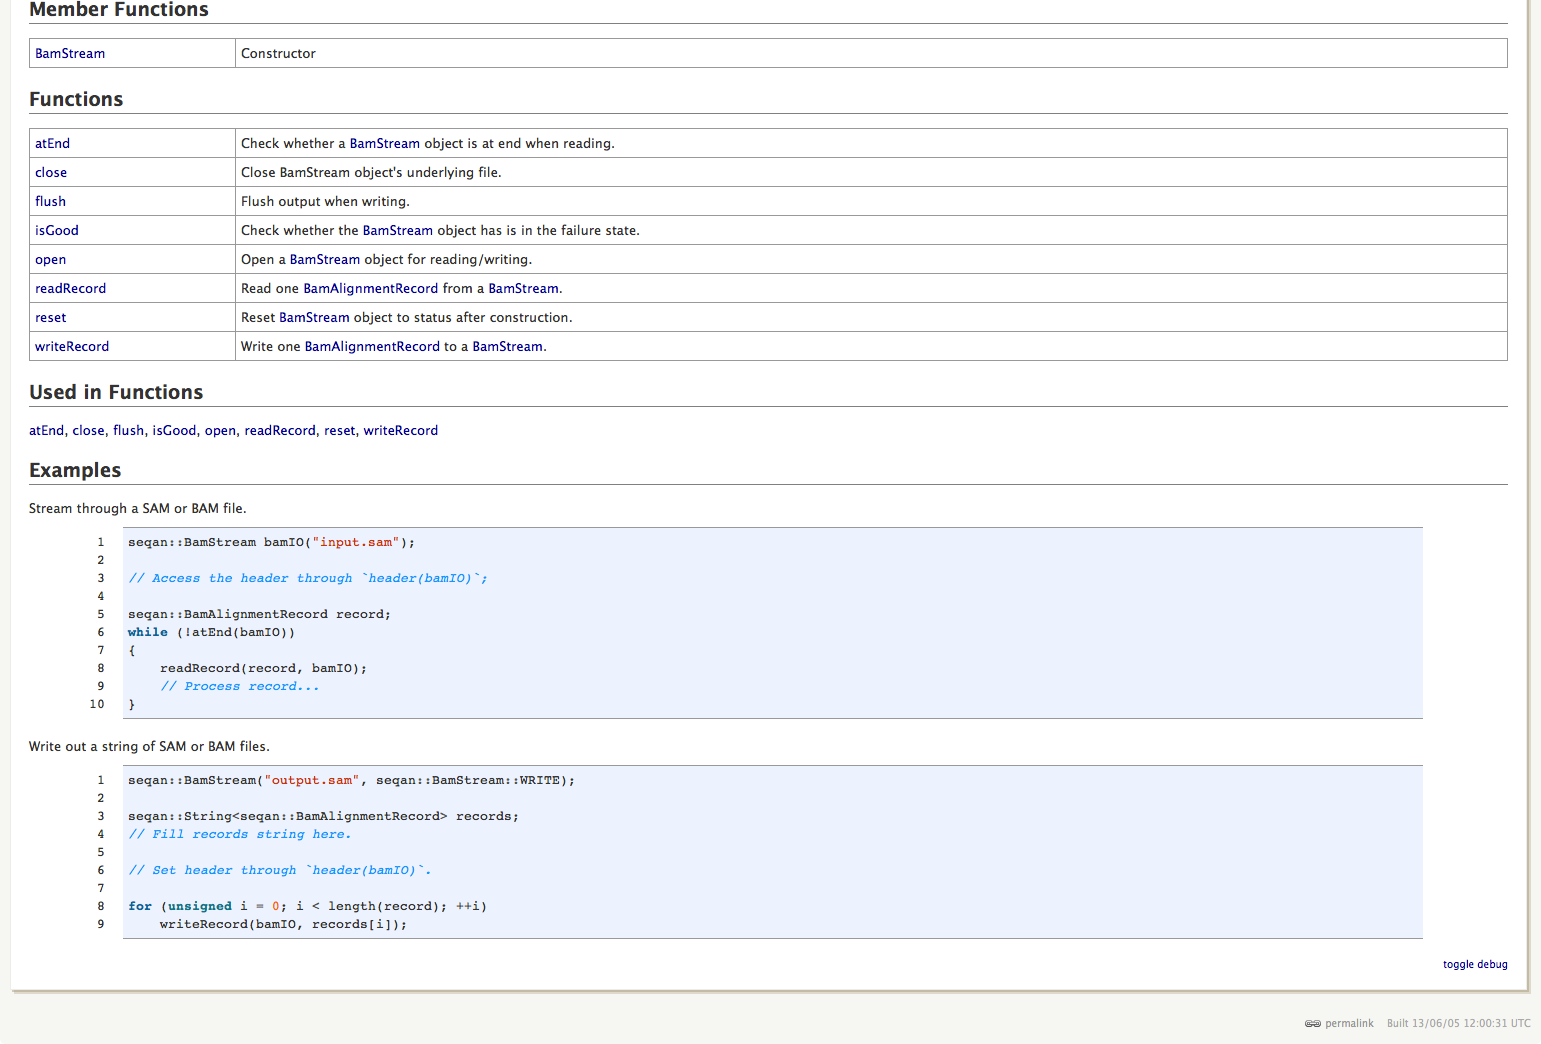 Member Functions
BamStream Constructor
Functions
atEnd Check whether a BamStream object is at end when reading.
close Close BamStream object's underlying file.
flush Flush output when writing.
isGood Check whether the BamStream object has is in the failure state.
open Open a BamStream object for reading/writing.
readRecord Read one BamAlignmentRecord from a BamStream.
reset Reset BamStream object to status after construction.
writeRecord Write one BamAlignmentRecord to a BamStream.
Used in Functions
atEnd, close, flush, isGood, open, readRecord, reset, writeRecord
Examples
Stream through a SAM or BAM file.
1 seqan::BamStream bamIO("input.sam");
2
3 // Access the header through `header(bamIO)`;
4
5 seqan::BamAlignmentRecord record;
6 while (!atEnd(bamIO))
7 {
8     readRecord(record, bamIO);
9     // Process record...
10 }
Write out a string of SAM or BAM files.
1 seqan::BamStream("output.sam", seqan::BamStream::WRITE);
2
3 seqan::String<seqan::BamAlignmentRecord> records;
4 // Fill records string here.
5
6 // Set header through `header(bamIO)`.
7
8 for (unsigned i = 0; i < length(record); ++i)
9     writeRecord(bamIO, records[i]);
toggle debug
permalink Built 13/06/05 12:00:31 UTC